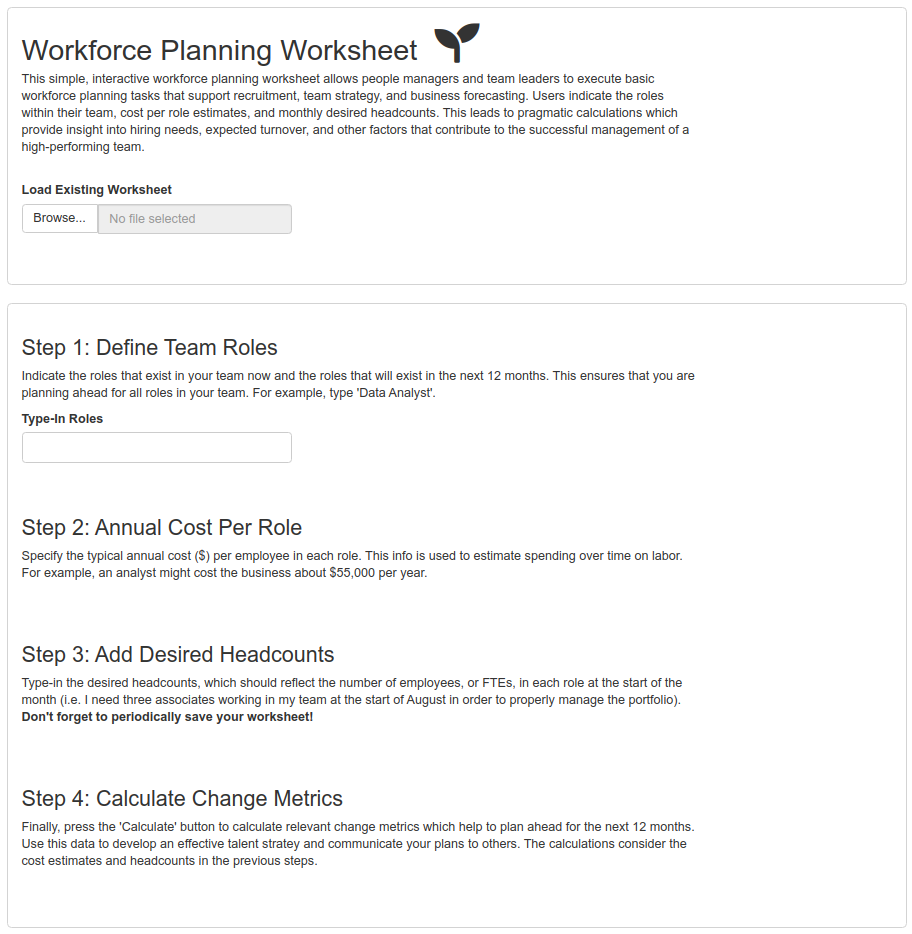 Workforce Planning Worksheet
This simple, interactive workforce planning worksheet allows people managers and team leaders to execute basic
workforce planning tasks that support recruitment, team strategy, and business forecasting. Users indicate the roles
within their team, cost per role estimates, and monthly desired headcounts. This leads to pragmatic calculations which
provide insight into hiring needs, expected turnover, and other factors that contribute to the successful management of a
high-performing team.
Load Existing Worksheet
Browse... No file selected
Step 1: Define Team Roles
Indicate the roles that exist in your team now and the roles that will exist in the next 12 months. This ensures that you are
planning ahead for all roles in your team. For example, type 'Data Analyst'.
Type-In Roles
Step 2: Annual Cost Per Role
Specify the typical annual cost ($) per employee in each role. This info is used to estimate spending over time on labor.
For example, an analyst might cost the business about $55,000 per year.
Step 3: Add Desired Headcounts
Type-in the desired headcounts, which should reflect the number of employees, or FTEs, in each role at the start of the
month (i.e. I need three associates working in my team at the start of August in order to properly manage the portfolio).
Don't forget to periodically save your worksheet!
Step 4: Calculate Change Metrics
Finally, press the 'Calculate' button to calculate relevant change metrics which help to plan ahead for the next 12 months.
Use this data to develop an effective talent stratey and communicate your plans to others. The calculations consider the
cost estimates and headcounts in the previous steps.